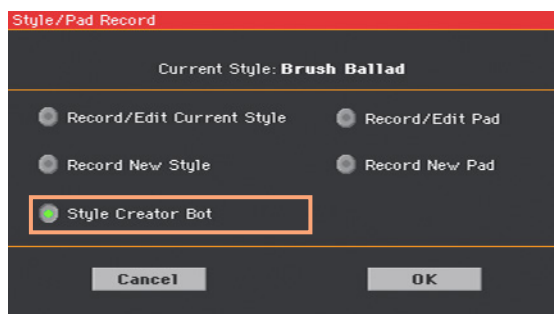 Style/Pad Record
Current Style: Brush Ballad
Record/Edit Current Style
Record/Edit Pad
Record New Style
Record New Pad
Style Creator Bot
Cancel
OK